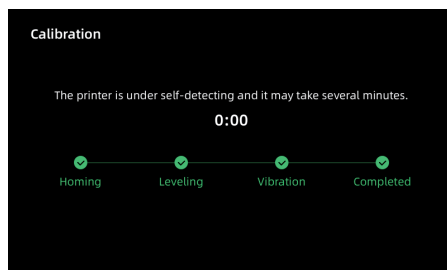 Calibration
The printer is under self-detecting and it may take several minutes.
0:00
Homing Leveling Vibration Completed